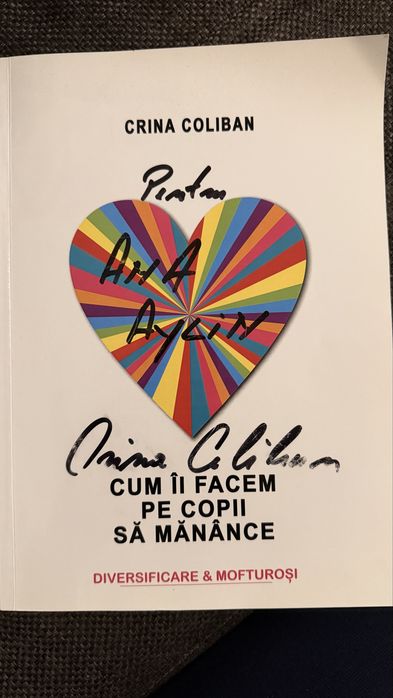 CRINA COLIBAN
Pentru
ANA
AYLIN
Crina Coliban
CUM ÎI FACEM
PE COPII
SĂ MĂNÂNCE
DIVERSIFICARE & MOFTUROȘI